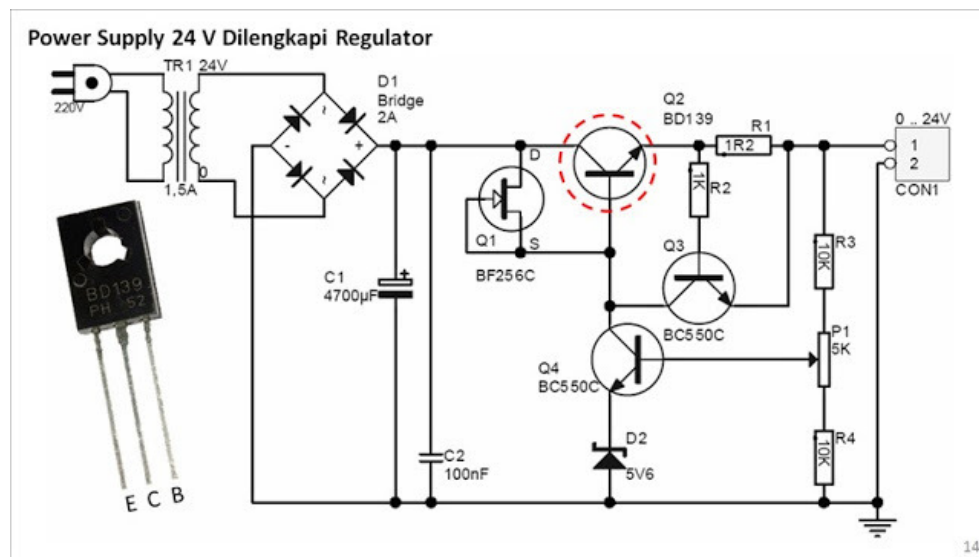 Power Supply 24 V Dilengkapi Regulator
TR1 24V
220V
1,5A
0
D1
Bridge
2A
~
-
+
~
Q2
BD139
R1
1R2
0 .. 24V
1
2
CON1
1K
R2
D
Q1
S
BF256C
Q3
BC550C
C1
4700µF
+
R3
10K
P1
5K
Q4
BC550C
BD139
PH 52
E C B
C2
100nF
D2
5V6
R4
10K
14